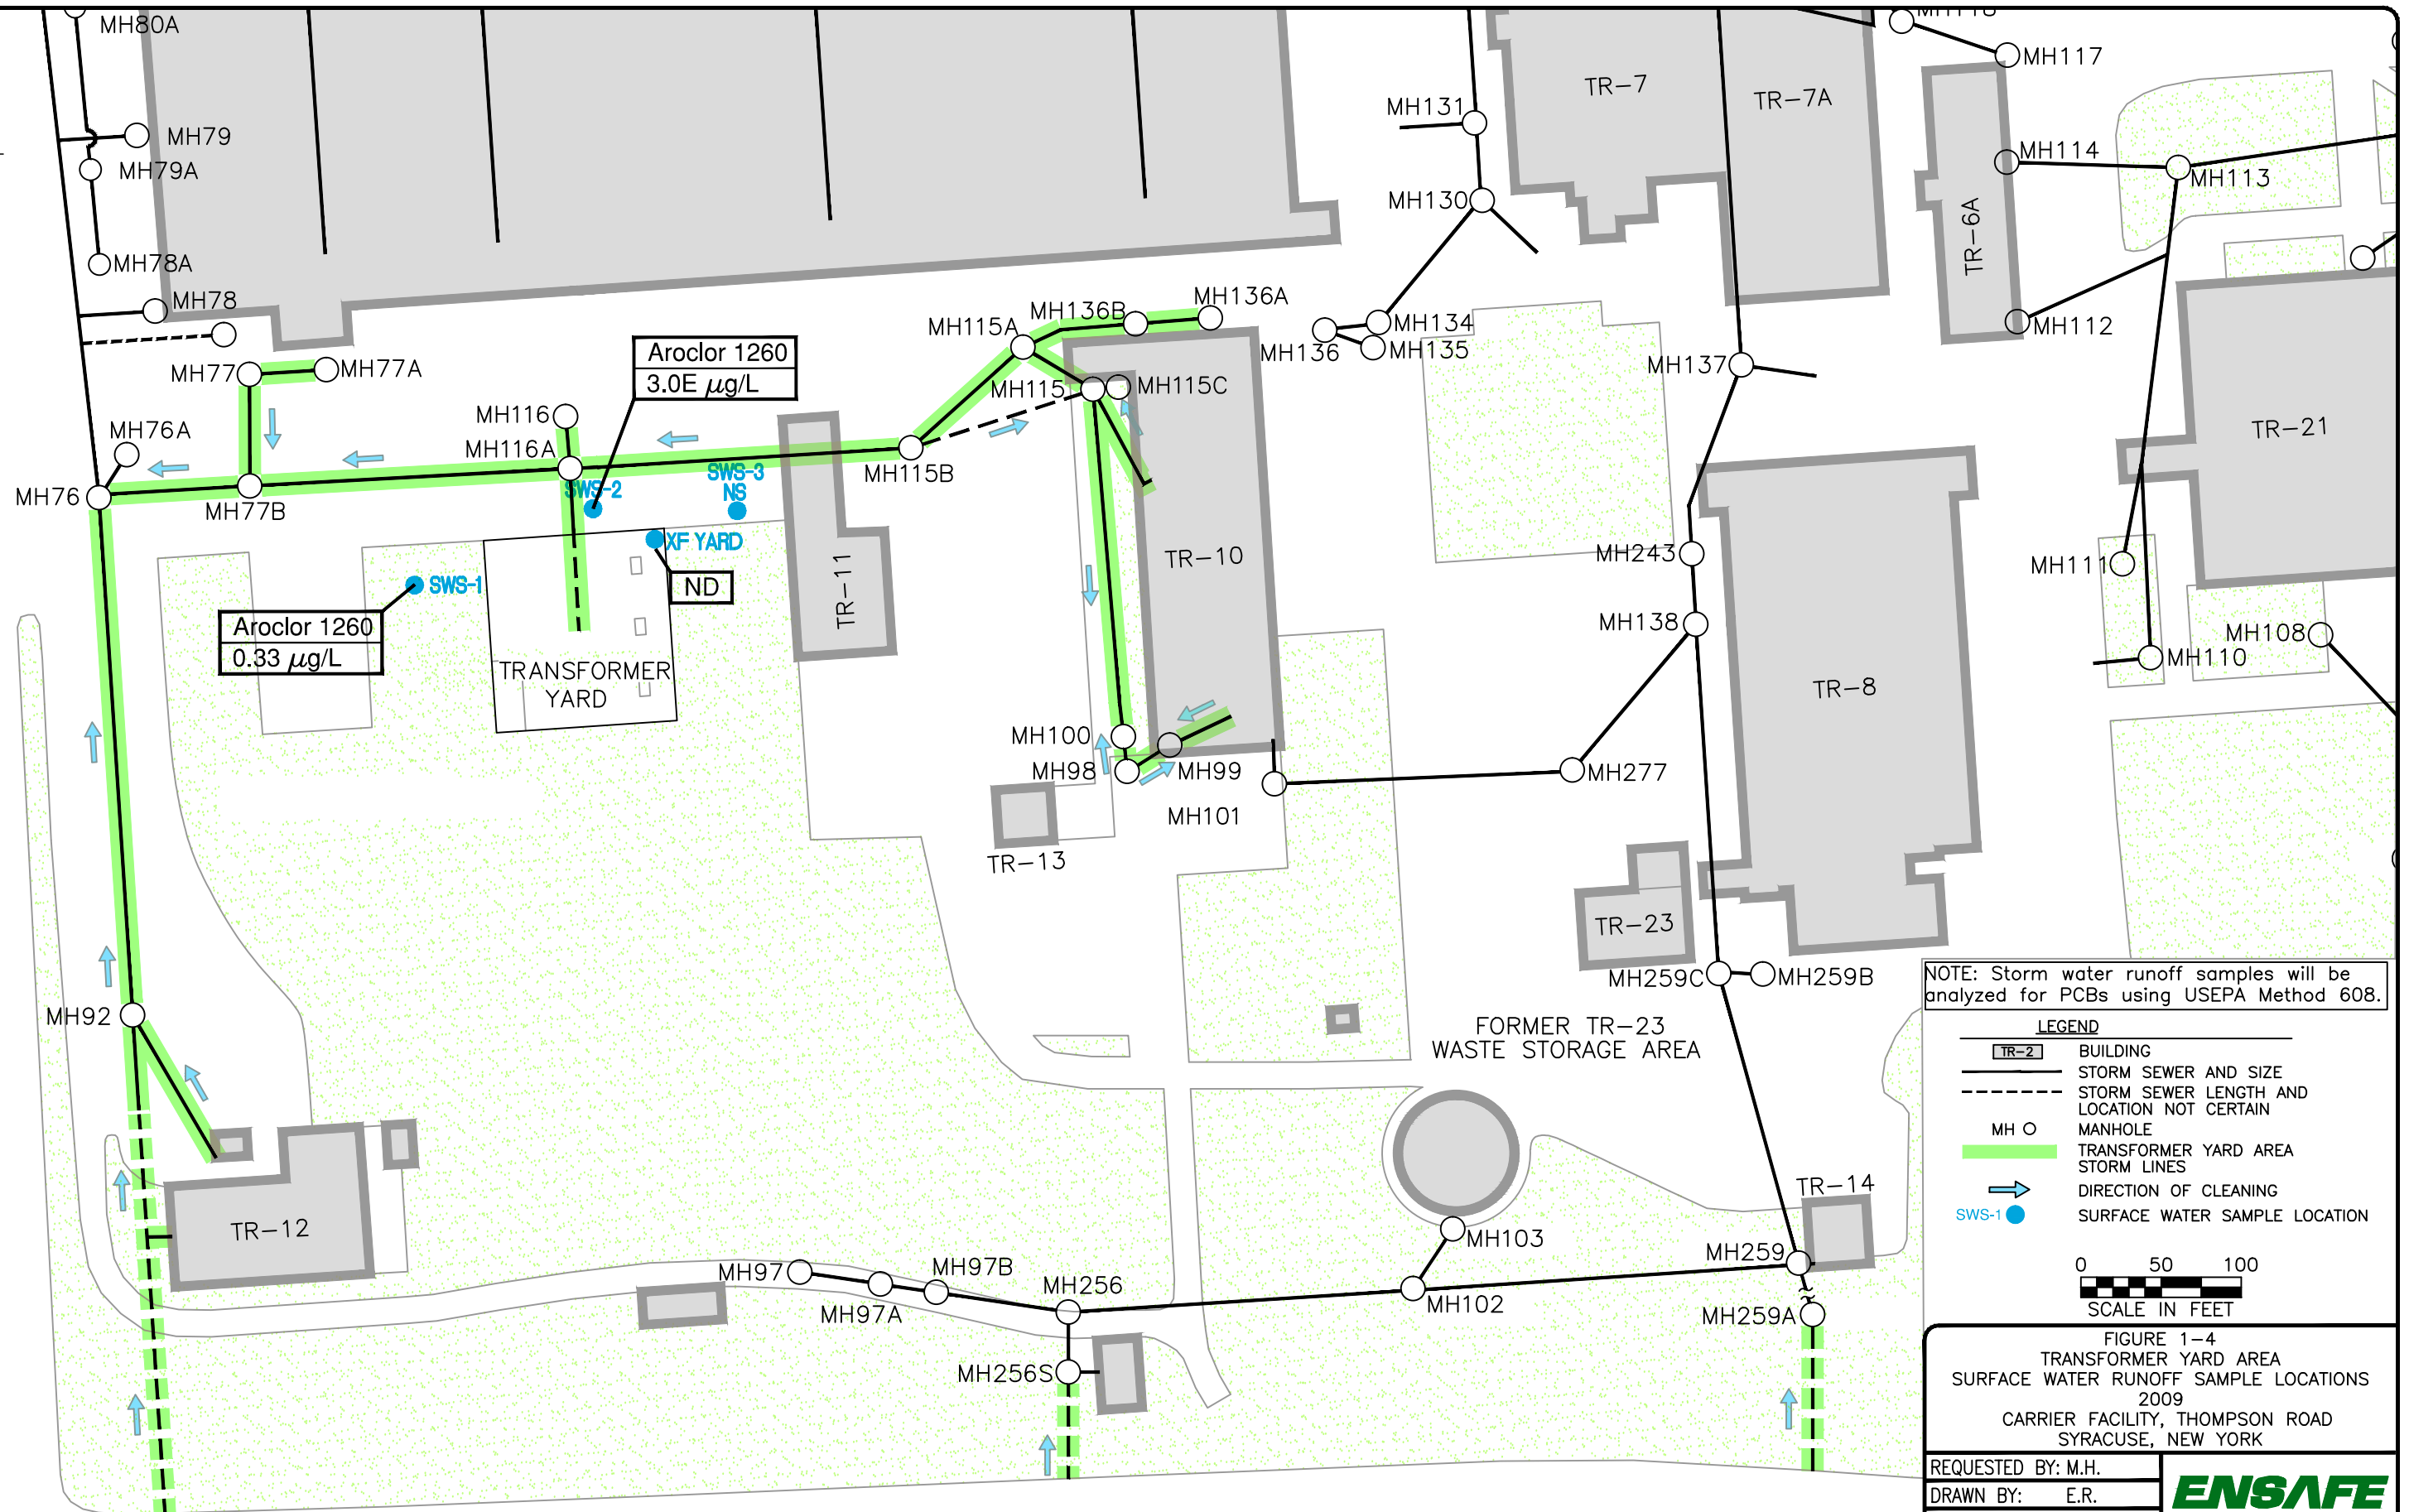 MH80A
MH117
MH79
MH79A
MH78A
MH78
MH131
MH130
TR-7
TR-7A
TR-6A
MH114
MH113
MH112
MH136B
MH136A
MH115A
MH134
MH136
MH135
MH137
MH77
MH77A
Aroclor 1260
3.0E µg/L
MH115
MH115C
MH116
MH116A
MH76A
MH115B
MH76
MH77B
SWS-2
SWS-3
NS
XF YARD
ND
SWS-1
Aroclor 1260
0.33 µg/L
TRANSFORMER
YARD
TR-11
TR-10
TR-21
MH243
MH111
MH138
MH108
MH110
TR-8
MH100
MH98
MH99
MH277
MH101
TR-13
TR-23
MH259C
MH259B
MH92
FORMER TR-23
WASTE STORAGE AREA
TR-12
TR-14
MH103
MH259
MH97
MH97B
MH256
MH97A
MH102
MH259A
MH256S
NOTE: Storm water runoff samples will be
analyzed for PCBs using USEPA Method 608.
LEGEND
TR-2 BUILDING
STORM SEWER AND SIZE
STORM SEWER LENGTH AND
LOCATION NOT CERTAIN
MH MANHOLE
TRANSFORMER YARD AREA
STORM LINES
DIRECTION OF CLEANING
SWS-1 SURFACE WATER SAMPLE LOCATION
0 50 100
SCALE IN FEET
FIGURE 1-4
TRANSFORMER YARD AREA
SURFACE WATER RUNOFF SAMPLE LOCATIONS
2009
CARRIER FACILITY, THOMPSON ROAD
SYRACUSE, NEW YORK
REQUESTED BY: M.H.
DRAWN BY: E.R.
ENSAFE